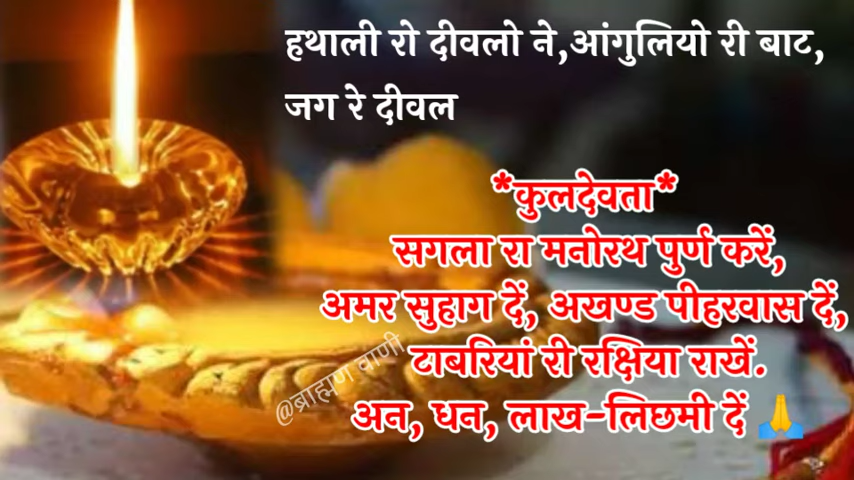 हथाली रो दीवलो ने,आंगुलियो री बाट,
जग रे दीवल
*कुलदेवता*
सगला रा मनोरथ पुर्ण करें,
अमर सुहाग दें, अखण्ड पीहरवास दें,
टाबरियां री रक्षिया राखें.
अन, धन, लाख-लिछमी दें 🙏
@ब्राह्मण वाणी